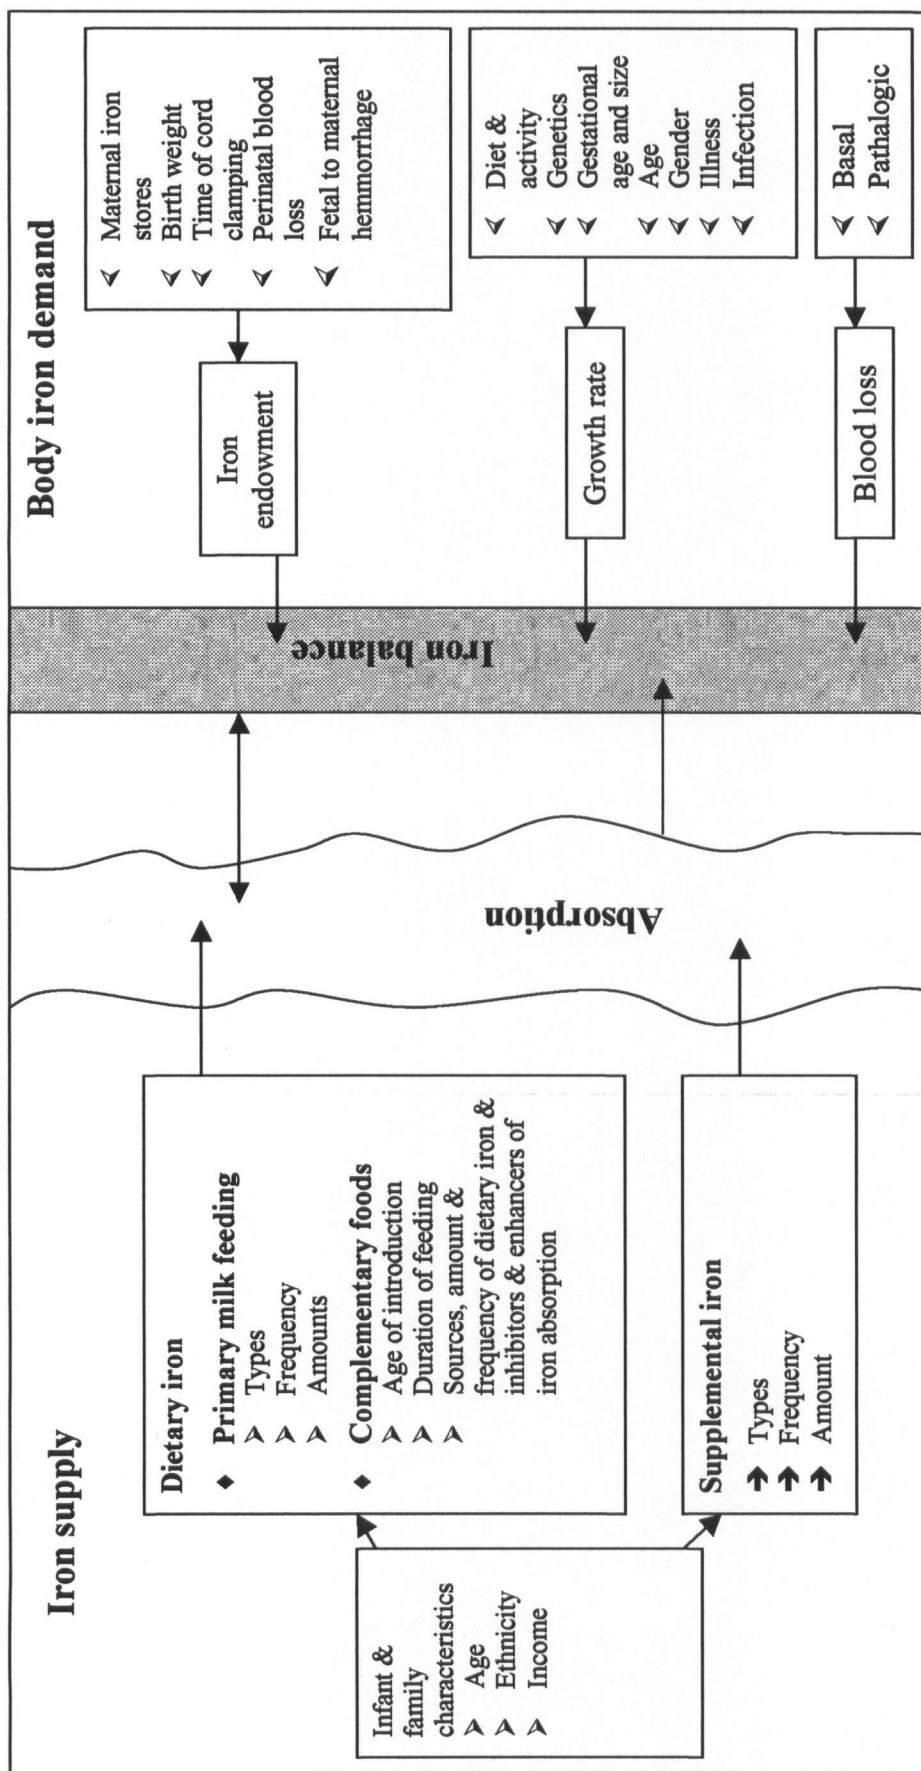 Iron supply
Infant &
family
characteristics
➢ Age
➢ Ethnicity
➢ Income
Dietary iron
◆ Primary milk feeding
➢ Types
➢ Frequency
➢ Amounts
◆ Complementary foods
➢ Age of introduction
➢ Duration of feeding
➢ Sources, amount &
frequency of dietary iron &
inhibitors & enhancers of
iron absorption
Supplemental iron
➔ Types
➔ Frequency
➔ Amount
Absorption
Iron balance
Body iron demand
Iron
endowment
Growth rate
Blood loss
Maternal iron
stores
Birth weight
Time of cord
clamping
Perinatal blood
loss
Fetal to maternal
hemmorrhage
Diet &
activity
Genetics
Gestational
age and size
Age
Gender
Illness
Infection
Basal
Pathalogic